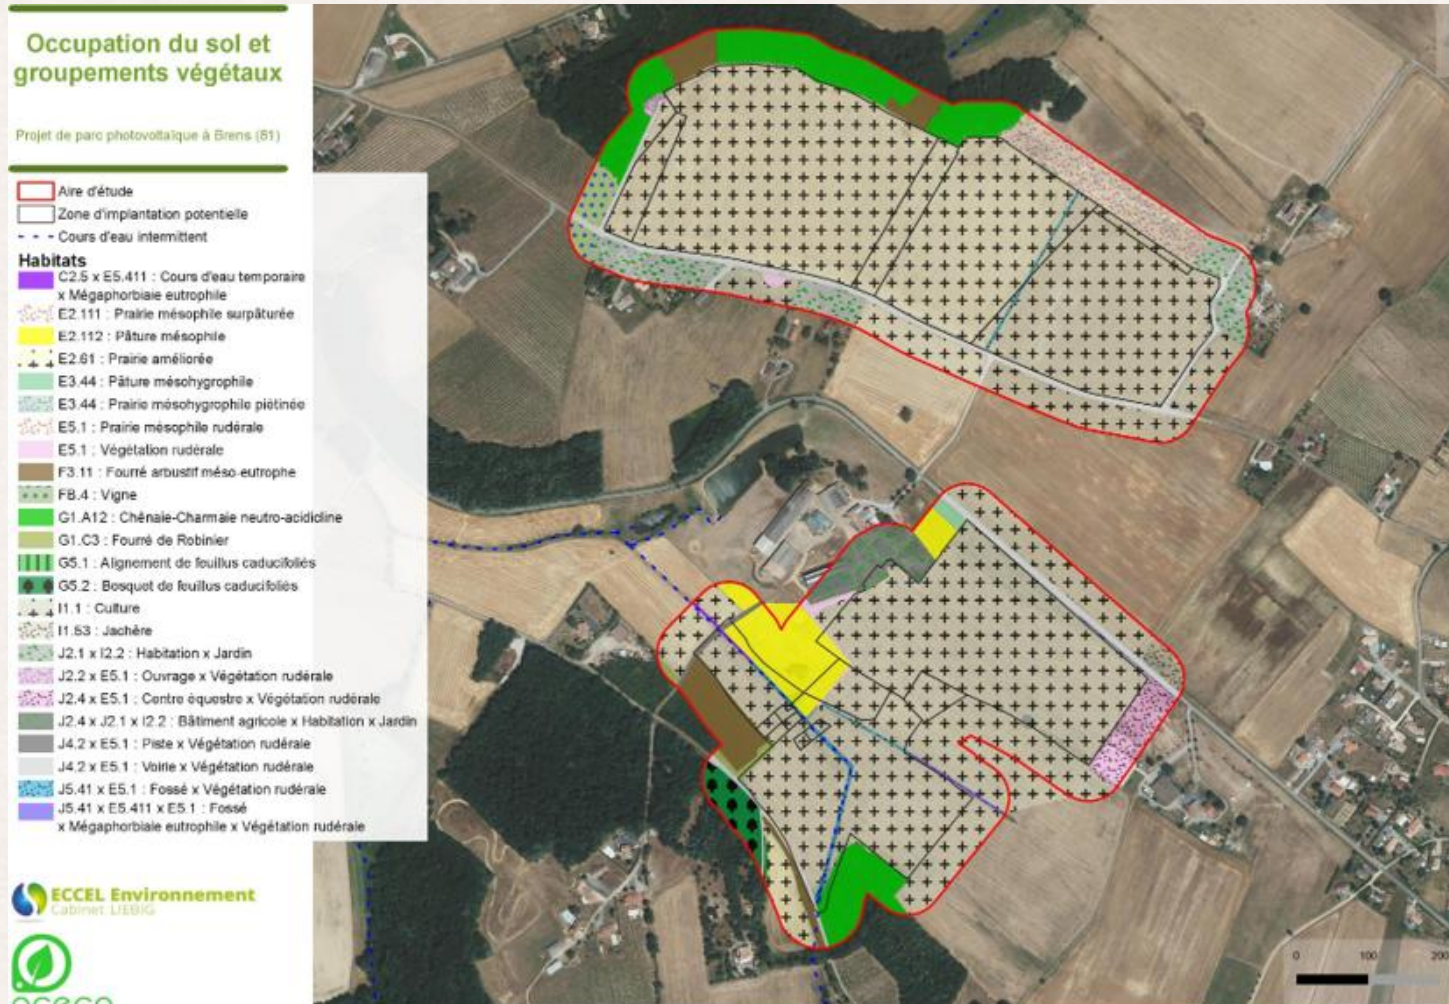 Occupation du sol et
groupements végétaux
Projet de parc photovoltaïque à Brens (81)
Aire d'étude
Zone d'implantation potentielle
Cours d'eau intermittent
Habitats
C2.5 x E5.411 : Cours d'eau temporaire
x Mégaphorbiaie eutrophile
E2.111 : Prairie mésophile surpâturée
E2.112 : Pâture mésophile
E2.61 : Prairie améliorée
E3.44 : Pâture mésohygrophile
E3.44 : Prairie mésohygrophile piétinée
E5.1 : Prairie mésophile rudérale
E5.1 : Végétation rudérale
F3.11 : Fourré arbustif méso-eutrophe
FB.4 : Vigne
G1.A12 : Chênaie-Charmaie neutro-acidicline
G1.C3 : Fourré de Robinier
G5.1 : Alignement de feuillus caducifoliés
G5.2 : Bosquet de feuillus caducifoliés
I1.1 : Culture
I1.53 : Jachère
J2.1 x I2.2 : Habitation x Jardin
J2.2 x E5.1 : Ouvrage x Végétation rudérale
J2.4 x E5.1 : Centre équestre x Végétation rudérale
J2.4 x J2.1 x I2.2 : Bâtiment agricole x Habitation x Jardin
J4.2 x E5.1 : Piste x Végétation rudérale
J4.2 x E5.1 : Voirie x Végétation rudérale
J5.41 x E5.1 : Fossé x Végétation rudérale
J5.41 x E5.411 x E5.1 : Fossé
x Mégaphorbiaie eutrophile x Végétation rudérale
ECCEL Environnement
Cabinet LIEBIG
0 100 200